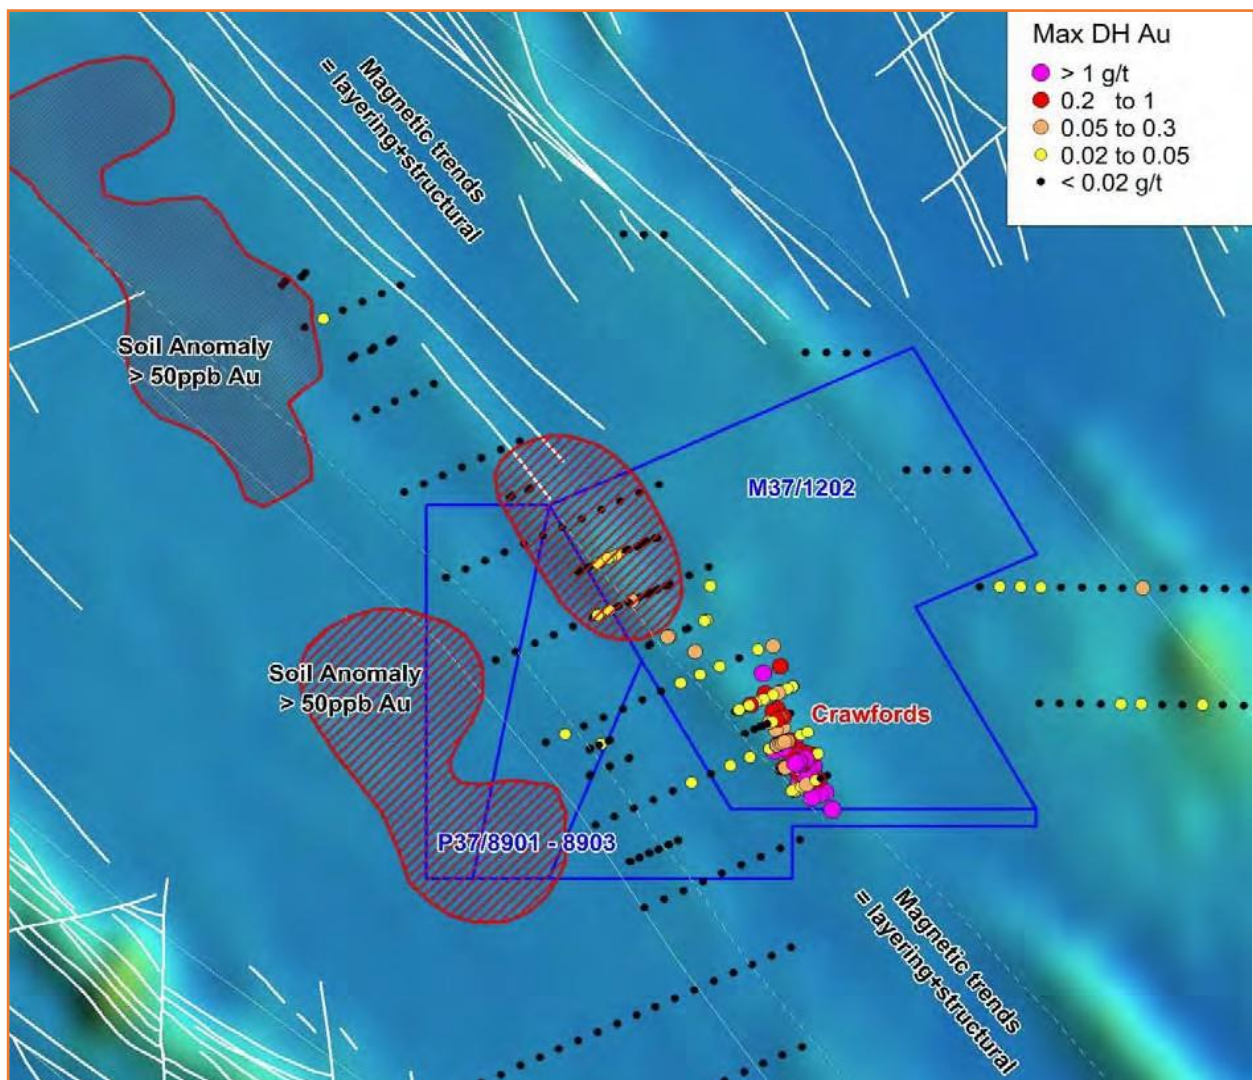 Max DH Au
> 1 g/t
0.2 to 1
0.05 to 0.3
0.02 to 0.05
< 0.02 g/t
Magnetic trends
= layering+structural
Soil Anomaly
> 50ppb Au
M37/1202
Soil Anomaly
> 50ppb Au
Crawfords
P37/8901 - 8903
Magnetic trends
= layering+structural